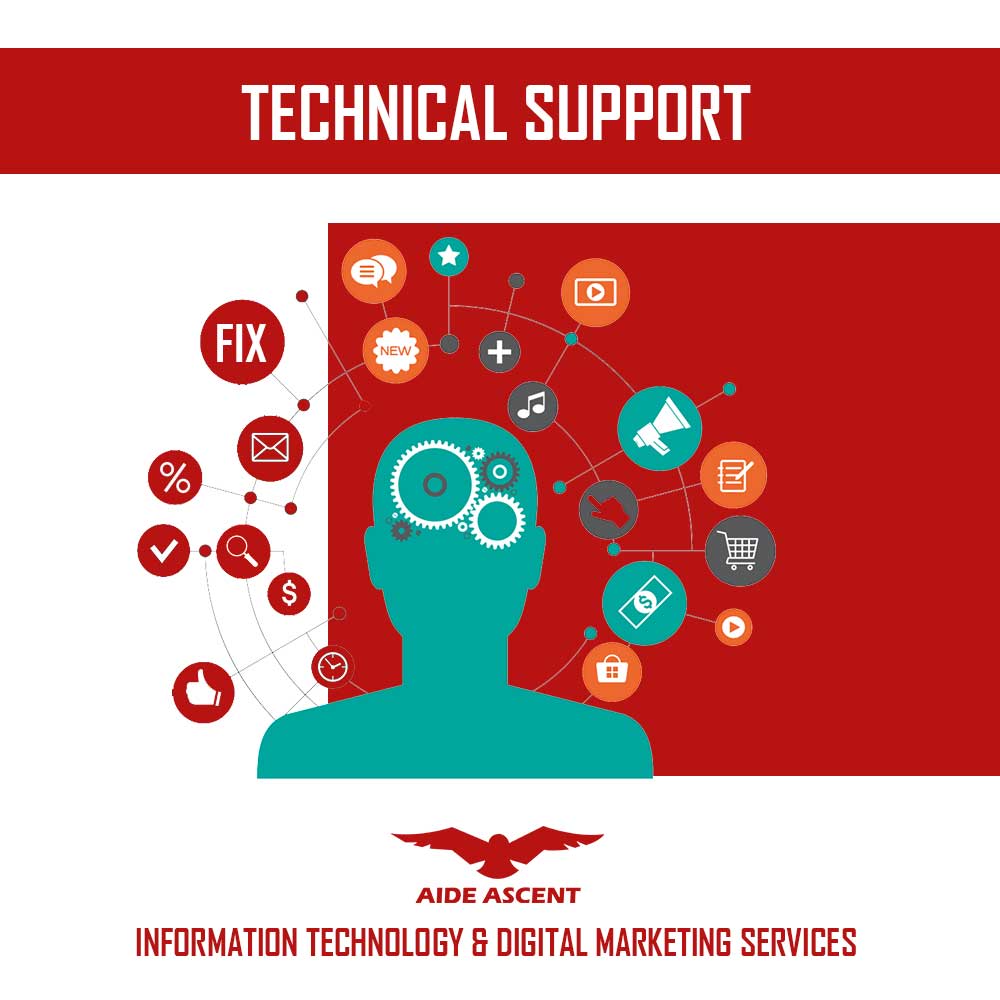 TECHNICAL SUPPORT
NEW
FIX
%
$
$
AIDE ASCENT
INFORMATION TECHNOLOGY & DIGITAL MARKETING SERVICES